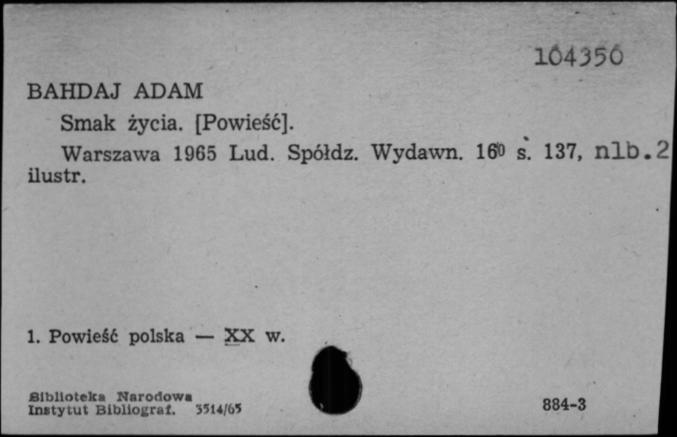 104350
BAHDAJ ADAM
Smak życia. [Powieść].
Warszawa 1965 Lud. Spółdz. Wydawn. 16⁰ s. 137, nlb.2
ilustr.
1. Powieść polska — XX w.
Biblioteka Narodowa
Instytut Bibliograf. 3514/65
884-3